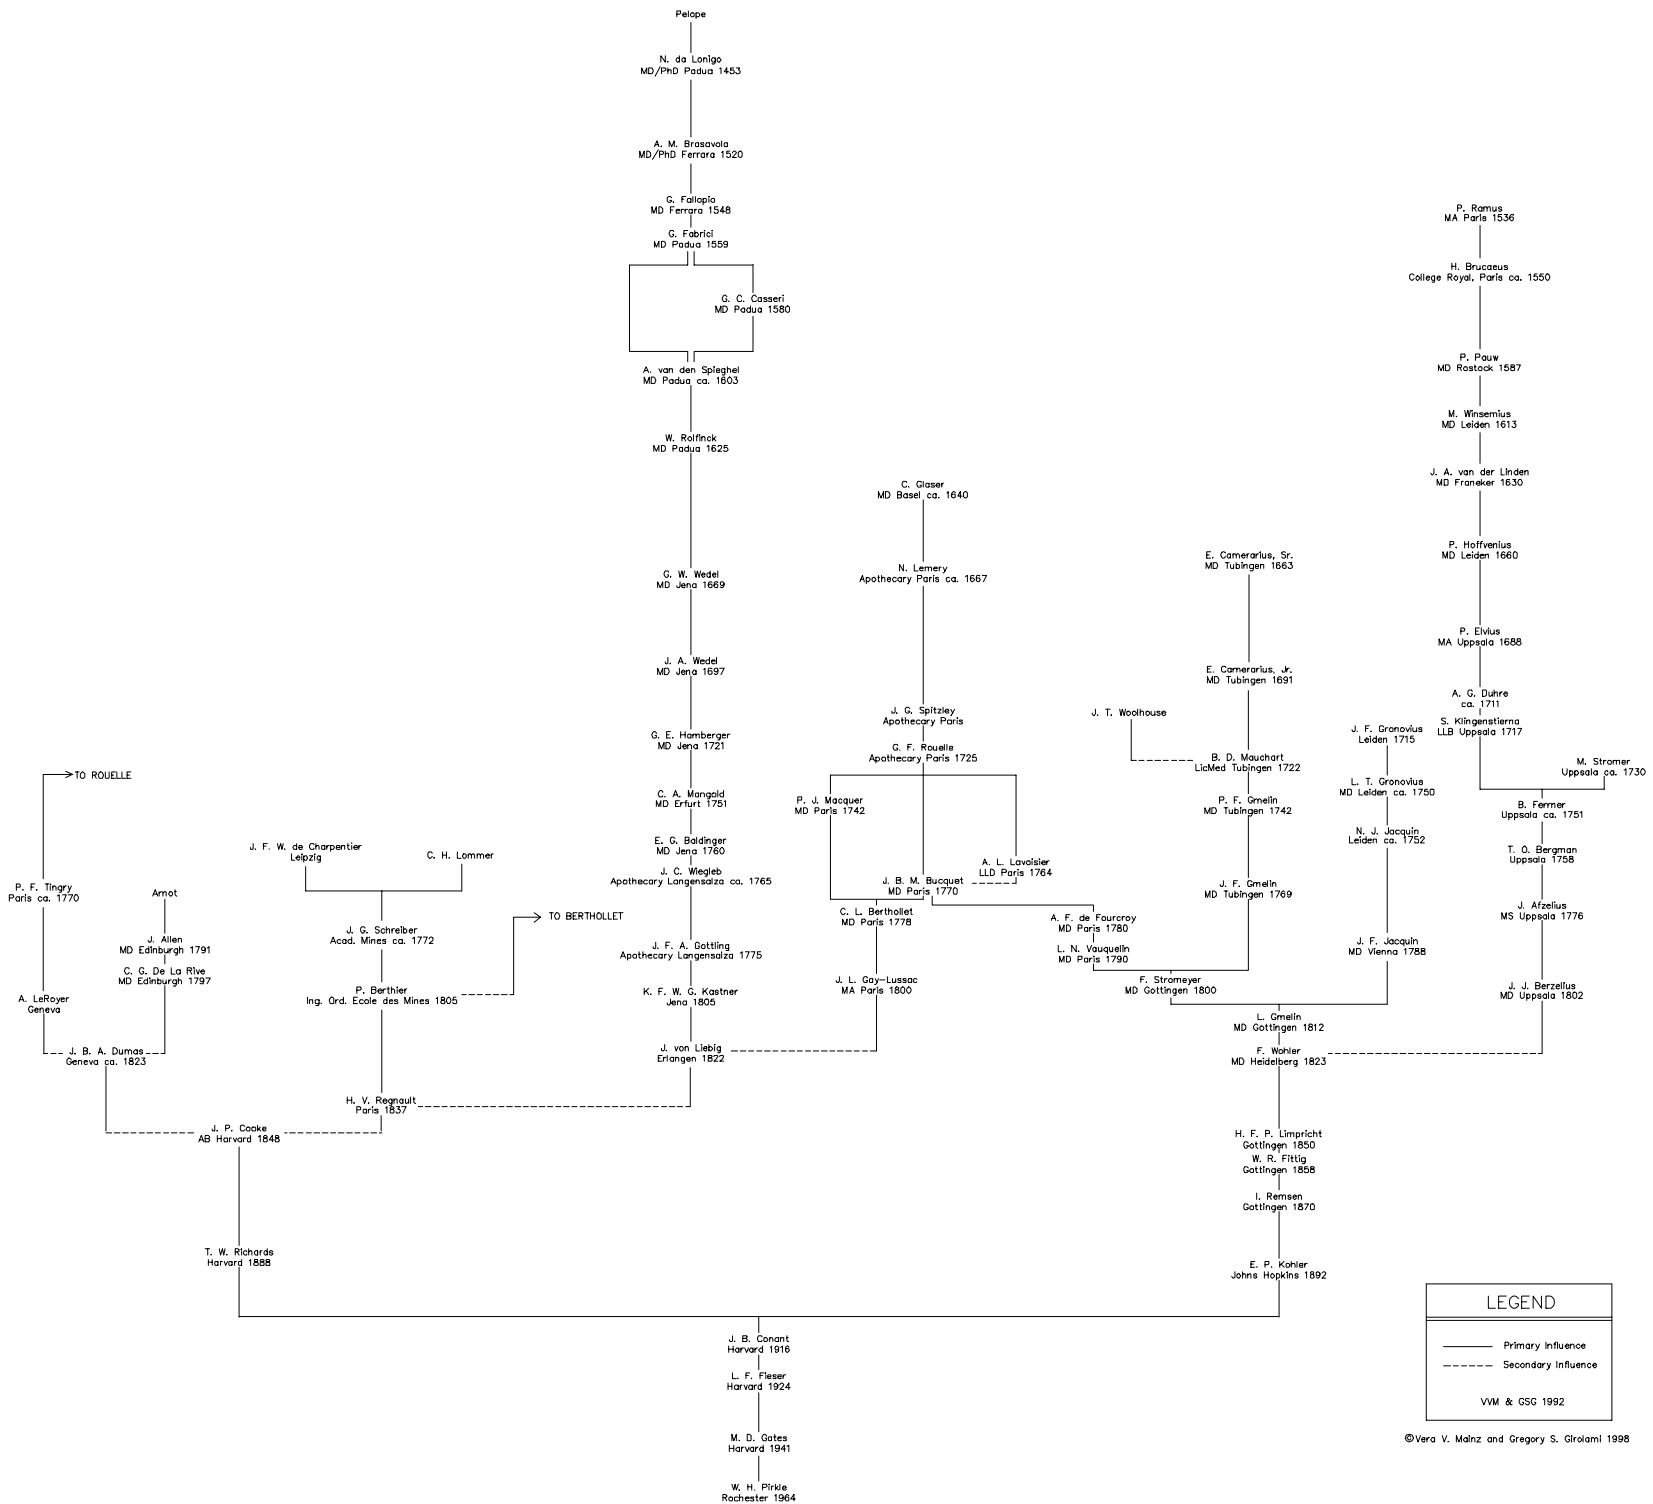 Pelope
N. da Lonigo
MD/PhD Padua 1453
A. M. Brasavola
MD/PhD Ferrara 1520
G. Fallopio
MD Ferrara 1548
G. Fabrici
MD Padua 1559
G. C. Casseri
MD Padua 1580
A. van den Spieghel
MD Padua ca. 1603
W. Rolfinck
MD Padua 1625
G. W. Wedel
MD Jena 1669
J. A. Wedel
MD Jena 1697
G. E. Hamberger
MD Jena 1721
C. A. Mangold
MD Erfurt 1751
E. G. Baldinger
MD Jena 1760
J. C. Wiegleb
Apothecary Langensalza ca. 1765
J. F. A. Gottling
Apothecary Langensalza 1775
K. F. W. G. Kastner
Jena 1805
J. von Liebig
Erlangen 1822
TO ROUELLE
P. F. Tingry
Paris ca. 1770
A. LeRoyer
Geneva
Arnot
J. Allen
MD Edinburgh 1791
C. G. De La Rive
MD Edinburgh 1797
J. B. A. Dumas
Geneva ca. 1823
J. F. W. de Charpentier
Leipzig
C. H. Lommer
J. G. Schreiber
Acad. Mines ca. 1772
TO BERTHOLLET
P. Berthier
Ing. Ord. Ecole des Mines 1805
H. V. Regnault
Paris 1837
J. P. Cooke
AB Harvard 1848
T. W. Richards
Harvard 1888
C. Glaser
MD Basel ca. 1640
N. Lemery
Apothecary Paris ca. 1667
J. G. Spitzley
Apothecary Paris
G. F. Rouelle
Apothecary Paris 1725
P. J. Macquer
MD Paris 1742
A. L. Lavoisier
LLD Paris 1764
J. B. M. Bucquet
MD Paris 1770
C. L. Berthollet
MD Paris 1778
J. L. Gay-Lussac
MA Paris 1800
A. F. de Fourcroy
MD Paris 1780
L. N. Vauquelin
MD Paris 1790
E. Camerarius, Sr.
MD Tubingen 1663
E. Camerarius, Jr.
MD Tubingen 1691
J. T. Woolhouse
B. D. Mauchart
LicMed Tubingen 1722
P. F. Gmelin
MD Tubingen 1742
J. F. Gmelin
MD Tubingen 1769
F. Stromeyer
MD Gottingen 1800
J. F. Gronovius
Leiden 1715
L. T. Gronovius
MD Leiden ca. 1750
N. J. Jacquin
Leiden ca. 1752
J. F. Jacquin
MD Vienna 1788
L. Gmelin
MD Gottingen 1812
F. Wohler
MD Heidelberg 1823
P. Ramus
MA Paris 1536
H. Brucaeus
College Royal, Paris ca. 1550
P. Pauw
MD Rostock 1587
M. Winsemius
MD Leiden 1613
J. A. van der Linden
MD Franeker 1630
P. Hoffvenius
MD Leiden 1660
P. Elvius
MA Uppsala 1688
A. G. Duhre
ca. 1711
S. Klingenstierna
LLB Uppsala 1717
M. Stromer
Uppsala ca. 1730
B. Ferrner
Uppsala ca. 1751
T. O. Bergman
Uppsala 1758
J. Afzelius
MS Uppsala 1776
J. J. Berzelius
MD Uppsala 1802
H. F. P. Limpricht
Gottingen 1850
W. R. Fittig
Gottingen 1858
I. Remsen
Gottingen 1870
E. P. Kohler
Johns Hopkins 1892
J. B. Conant
Harvard 1916
L. F. Fieser
Harvard 1924
M. D. Gates
Harvard 1941
W. H. Pirkle
Rochester 1964
LEGEND
Primary Influence
Secondary Influence
VVM & GSG 1992
©Vera V. Mainz and Gregory S. Girolami 1998